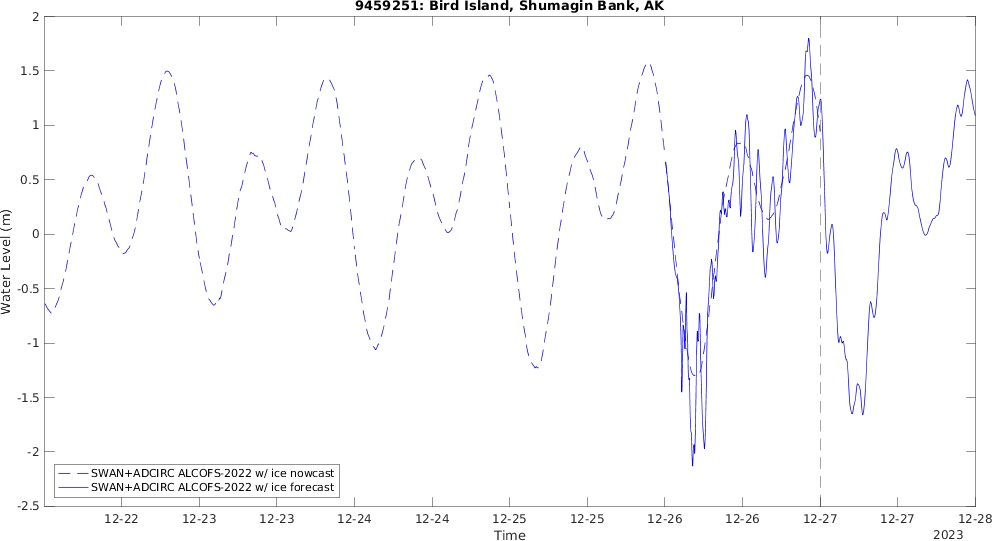 9459251: Bird Island, Shumagin Bank, AK
Water Level (m)
2
1.5
1
0.5
0
-0.5
-1
-1.5
-2
-2.5
SWAN+ADCIRC ALCOFS-2022 w/ ice nowcast
SWAN+ADCIRC ALCOFS-2022 w/ ice forecast
12-22 12-23 12-23 12-24 12-24 12-25 12-25 12-26 12-26 12-27 12-27 12-28
Time
2023